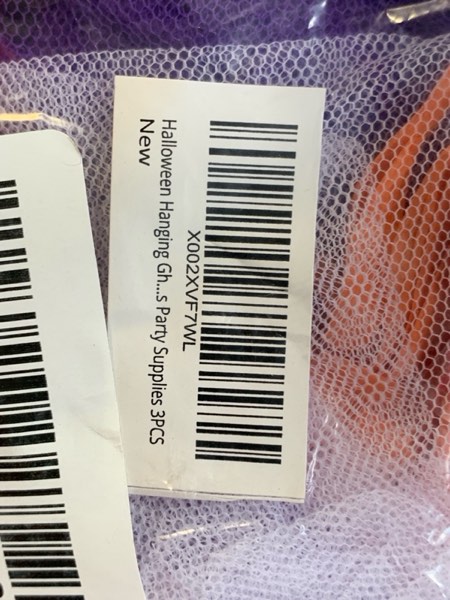 X002XVF7WL
Halloween Hanging Gh...s Party Supplies 3PCS
New